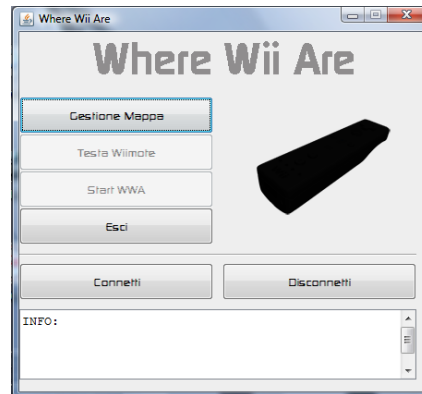 Where Wii Are
Where Wii Are
Gestione Mappa
Testa Wiimote
Start WWA
Esci
Connetti
Disconnetti
INFO: